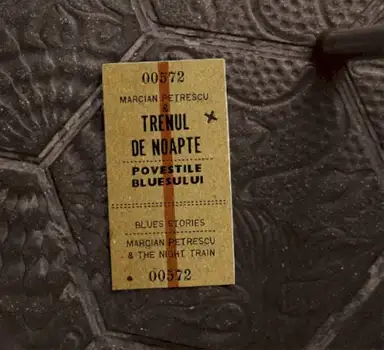 00572
MARCIAN PETRESCU
&
TRENUL
DE NOAPTE
POVESTILE
BLUESULUI
BLUES STORIES
MARCIAN PETRESCU
& THE NIGHT TRAIN
00572